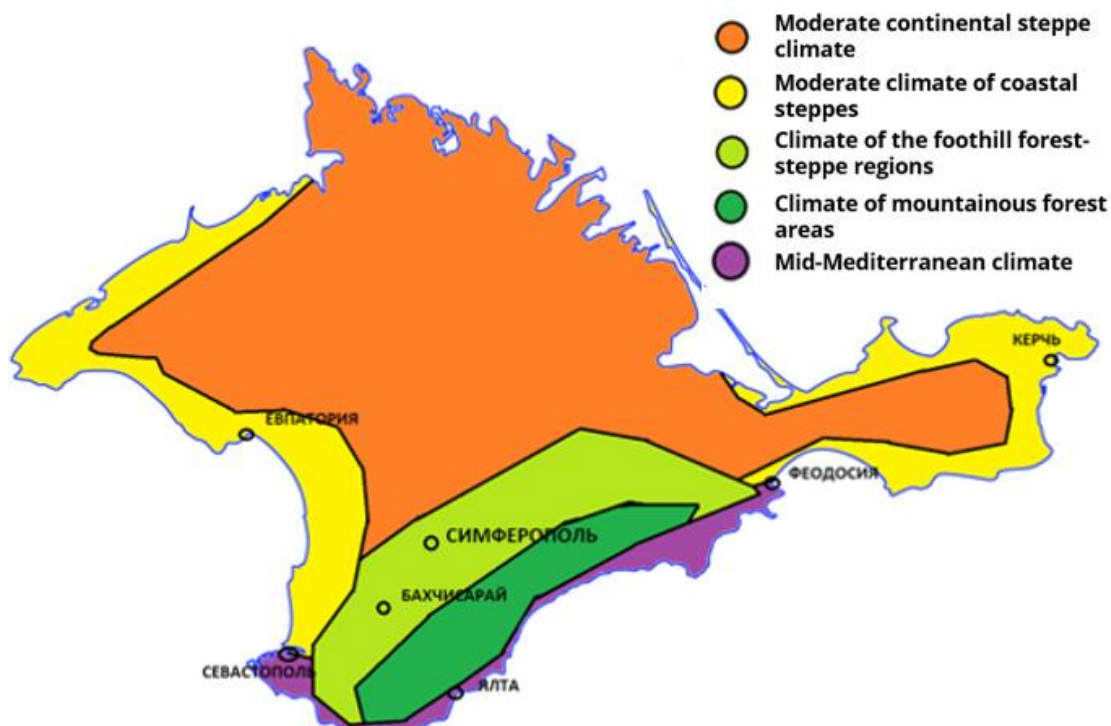 Moderate continental steppe
climate
Moderate climate of coastal
steppes
Climate of the foothill forest-
steppe regions
Climate of mountainous forest
areas
Mid-Mediterranean climate
КЕРЧЬ
ЕВПАТОРИЯ
ФЕОДОСИЯ
СИМФЕРОПОЛЬ
БАХЧИСАРАЙ
СЕВАСТОПОЛЬ
ЯЛТА